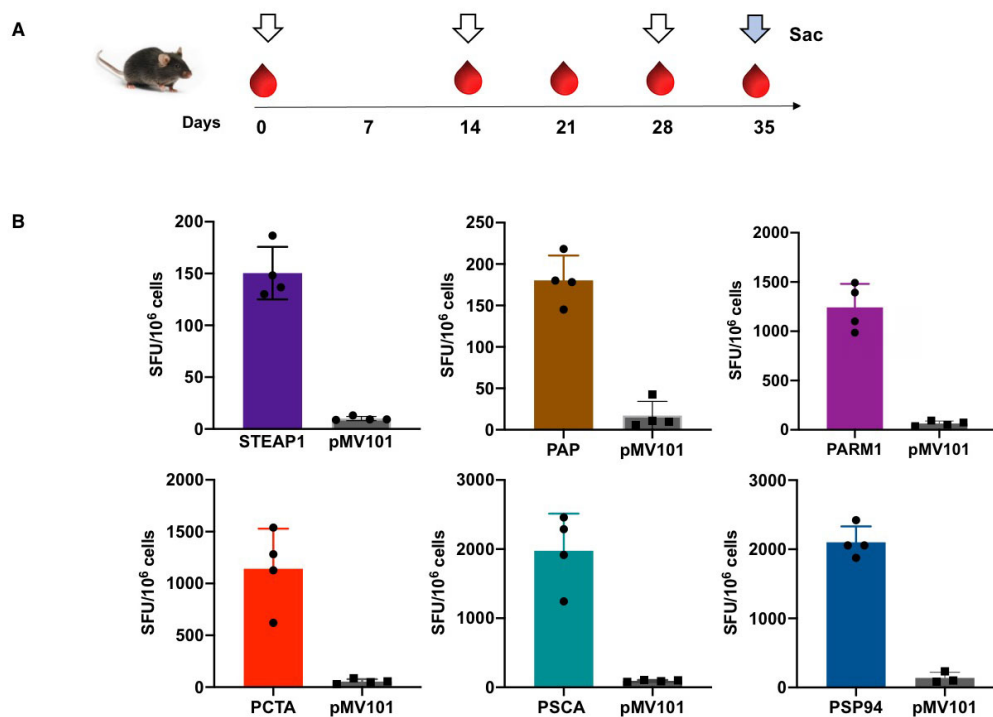 A
Sac
Days 0 7 14 21 28 35
B
SFU/10⁶ cells
200
150
100
50
0
STEAP1 pMV101
SFU/10⁶ cells
250
200
150
100
50
0
PAP pMV101
SFU/10⁶ cells
2000
1500
1000
500
0
PARM1 pMV101
SFU/10⁶ cells
2000
1500
1000
500
0
PCTA pMV101
SFU/10⁶ cells
3000
2000
1000
0
PSCA pMV101
SFU/10⁶ cells
3000
2000
1000
0
PSP94 pMV101